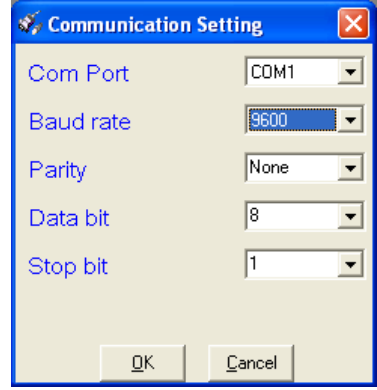 Communication Setting
Com Port COM1
Baud rate 9600
Parity None
Data bit 8
Stop bit 1
OK Cancel